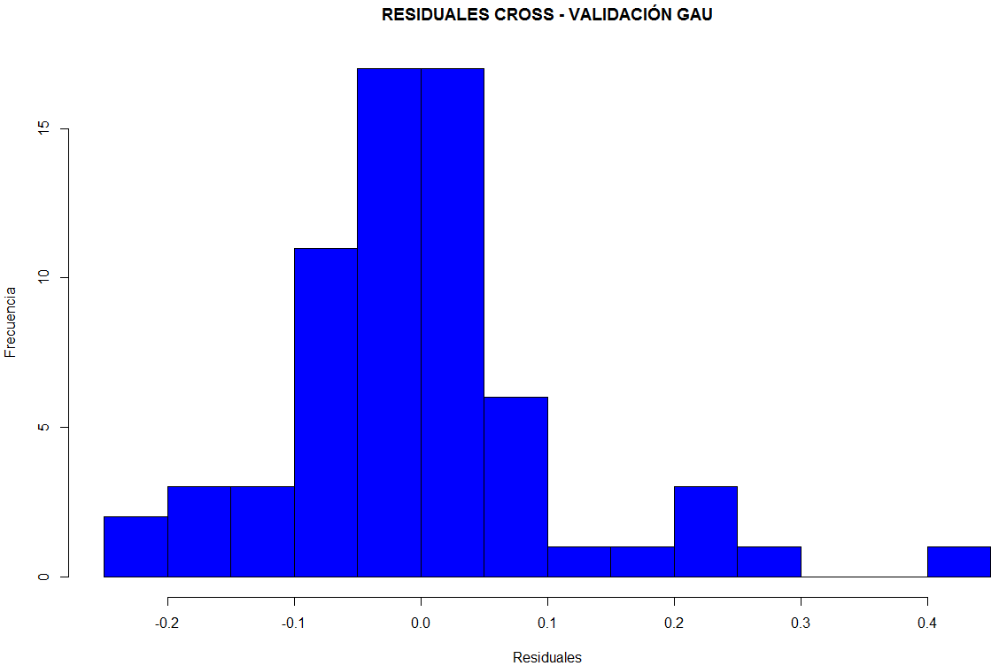 RESIDUALES CROSS - VALIDACIÓN GAU
15
10
5
0
Frecuencia
-0.2 -0.1 0.0 0.1 0.2 0.3 0.4
Residuales